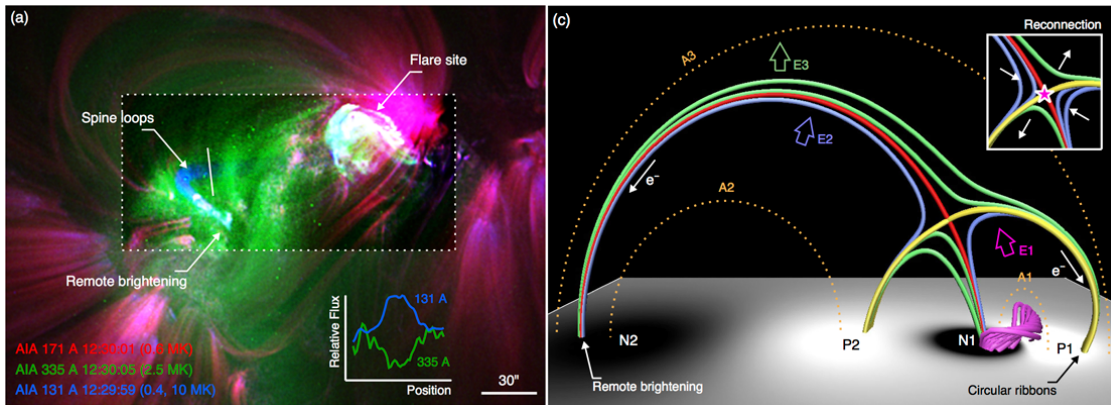 (a)
Flare site
Spine loops
Remote brightening
131 A
335 A
Relative Flux
Position
AIA 171 A 12:30:01 (0.6 MK)
AIA 335 A 12:30:05 (2.5 MK)
AIA 131 A 12:29:59 (0.4, 10 MK)
30"
(c)
Reconnection
A3
E3
E2
e⁻
A2
E1
e⁻
A1
N2
P2
N1
P1
Remote brightening
Circular ribbons